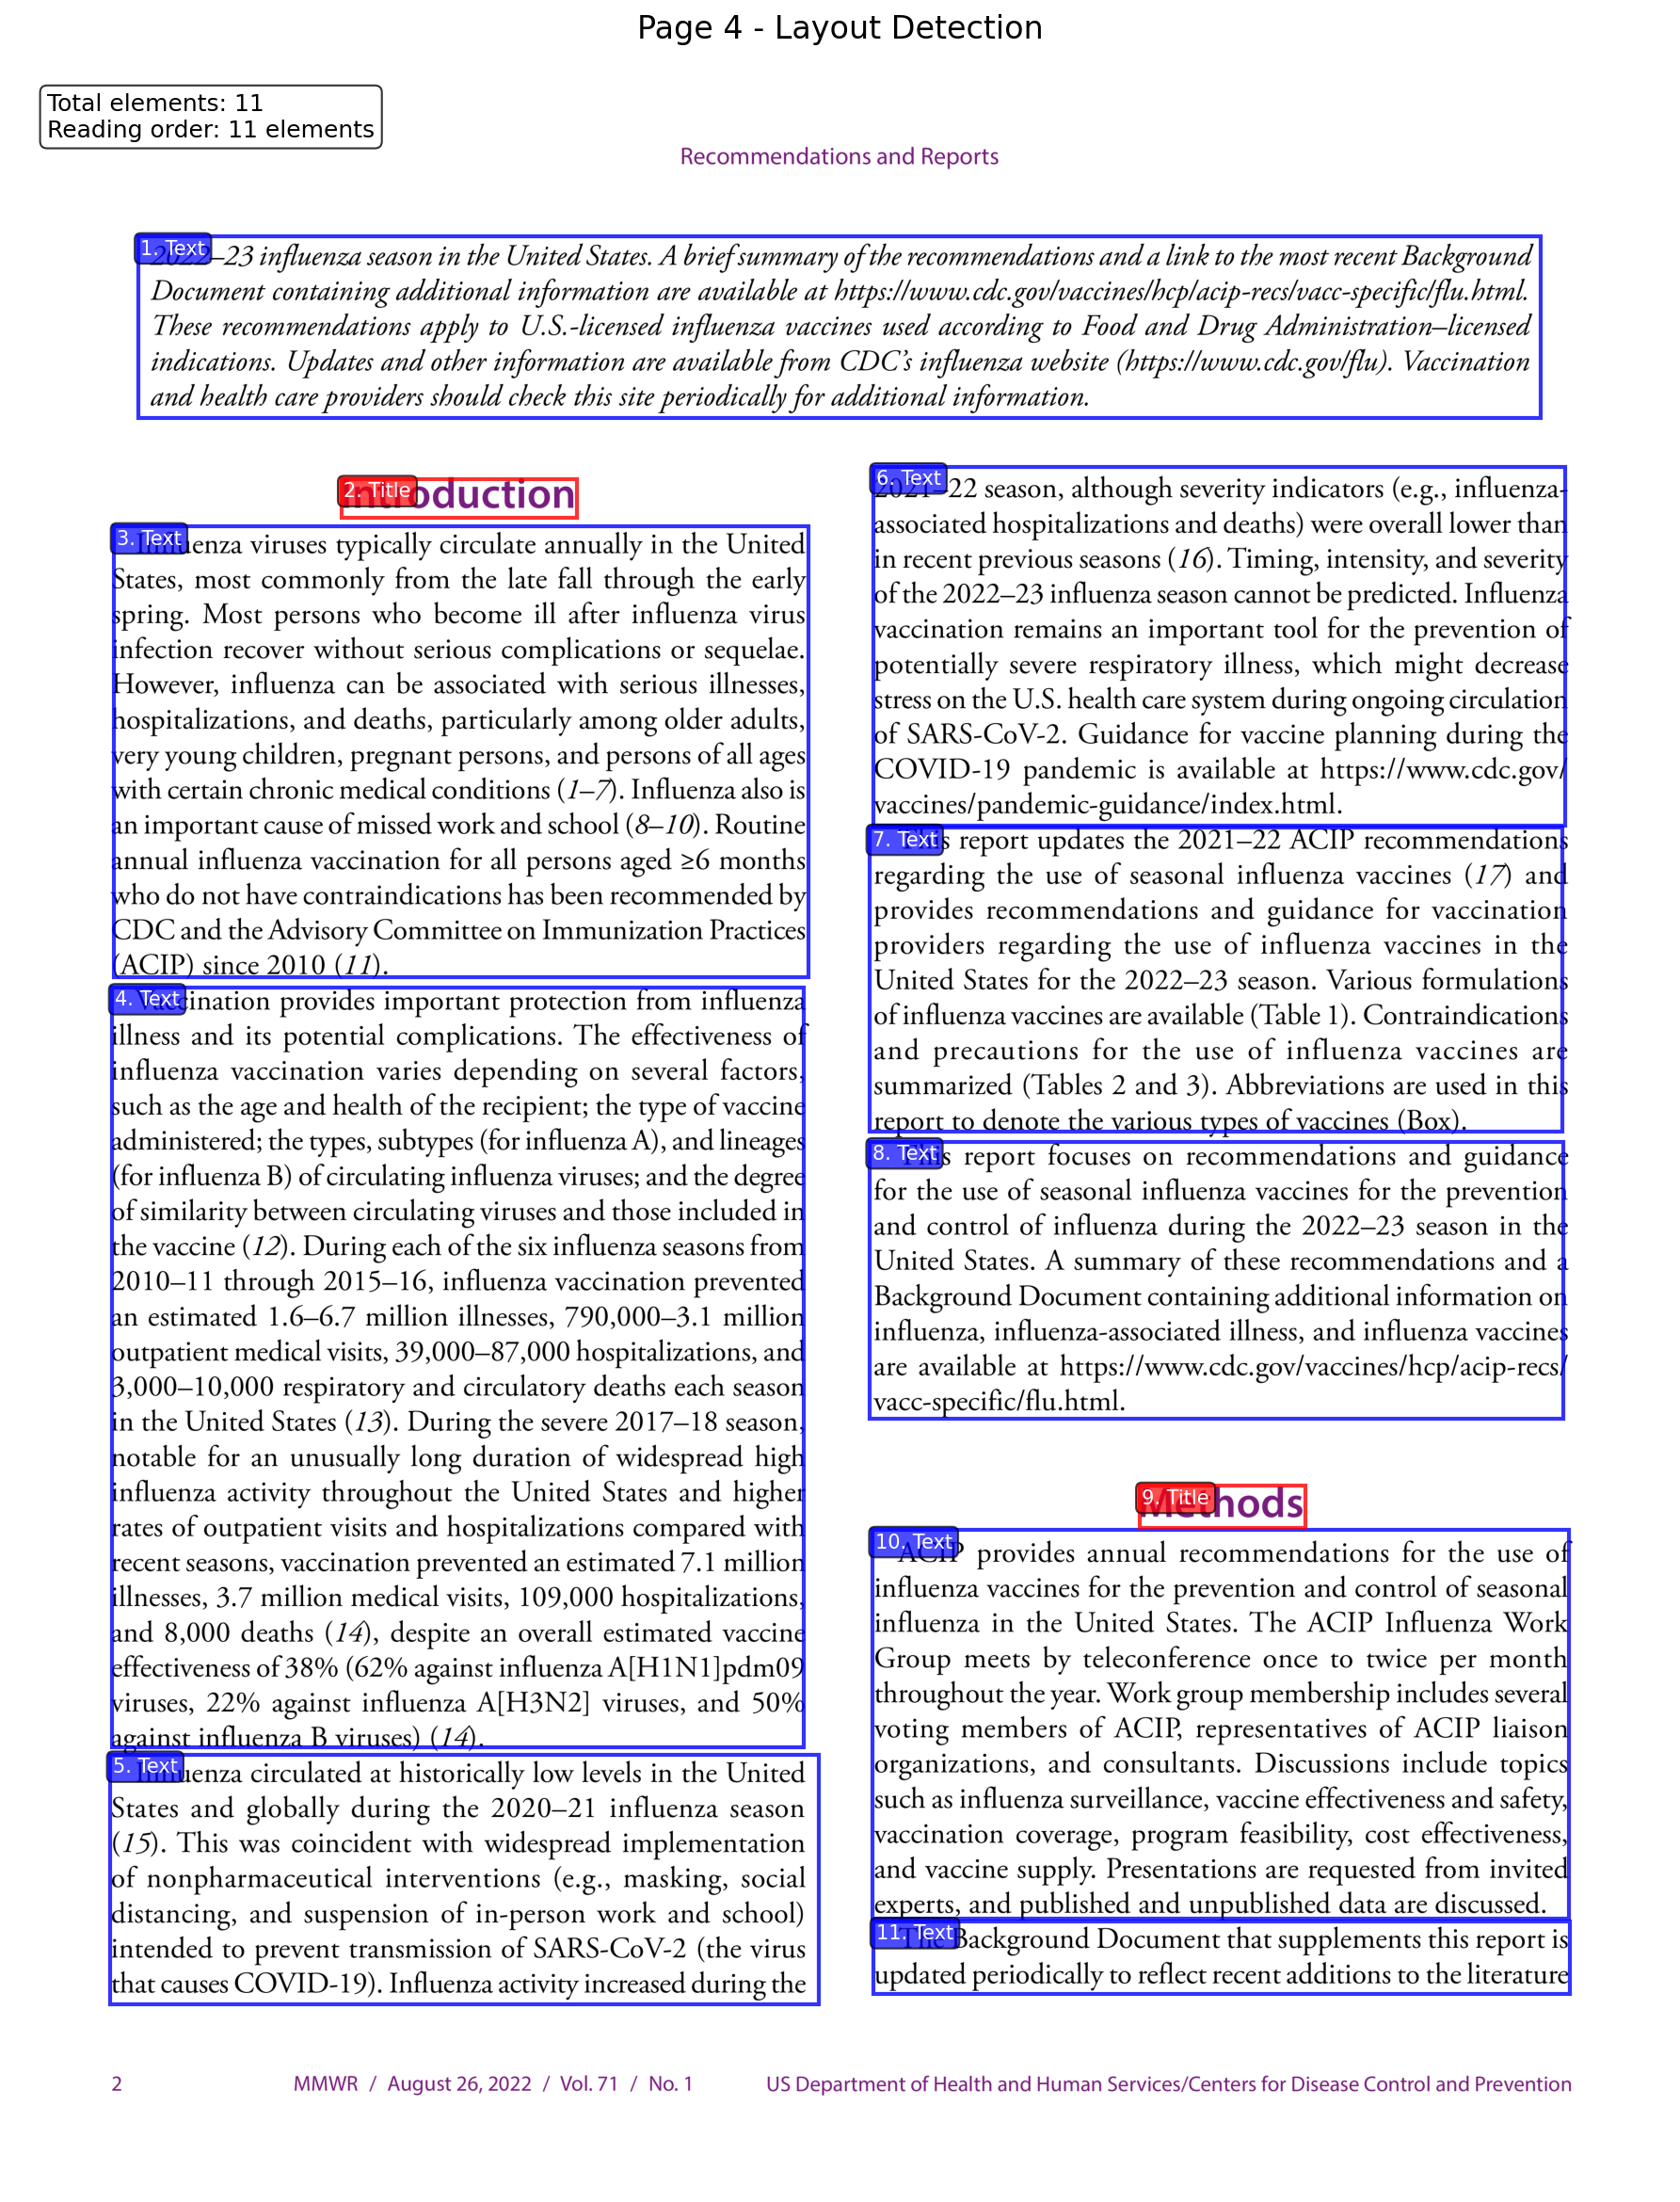 Page 4 - Layout Detection
Total elements: 11
Reading order: 11 elements
Recommendations and Reports
1. Text
2022–23 influenza season in the United States. A brief summary of the recommendations and a link to the most recent Background
Document containing additional information are available at https://www.cdc.gov/vaccines/hcp/acip-recs/vacc-specific/flu.html.
These recommendations apply to U.S.-licensed influenza vaccines used according to Food and Drug Administration–licensed
indications. Updates and other information are available from CDC’s influenza website (https://www.cdc.gov/flu). Vaccination
and health care providers should check this site periodically for additional information.
2. Title
Introduction
3. Text
Influenza viruses typically circulate annually in the United
States, most commonly from the late fall through the early
spring. Most persons who become ill after influenza virus
infection recover without serious complications or sequelae.
However, influenza can be associated with serious illnesses,
hospitalizations, and deaths, particularly among older adults,
very young children, pregnant persons, and persons of all ages
with certain chronic medical conditions (1–7). Influenza also is
an important cause of missed work and school (8–10). Routine
annual influenza vaccination for all persons aged ≥6 months
who do not have contraindications has been recommended by
CDC and the Advisory Committee on Immunization Practices
(ACIP) since 2010 (11).
4. Text
Vaccination provides important protection from influenza
illness and its potential complications. The effectiveness of
influenza vaccination varies depending on several factors,
such as the age and health of the recipient; the type of vaccine
administered; the types, subtypes (for influenza A), and lineages
(for influenza B) of circulating influenza viruses; and the degree
of similarity between circulating viruses and those included in
the vaccine (12). During each of the six influenza seasons from
2010–11 through 2015–16, influenza vaccination prevented
an estimated 1.6–6.7 million illnesses, 790,000–3.1 million
outpatient medical visits, 39,000–87,000 hospitalizations, and
3,000–10,000 respiratory and circulatory deaths each season
in the United States (13). During the severe 2017–18 season,
notable for an unusually long duration of widespread high
influenza activity throughout the United States and higher
rates of outpatient visits and hospitalizations compared with
recent seasons, vaccination prevented an estimated 7.1 million
illnesses, 3.7 million medical visits, 109,000 hospitalizations,
and 8,000 deaths (14), despite an overall estimated vaccine
effectiveness of 38% (62% against influenza A[H1N1]pdm09
viruses, 22% against influenza A[H3N2] viruses, and 50%
against influenza B viruses) (14).
5. Text
Influenza circulated at historically low levels in the United
States and globally during the 2020–21 influenza season
(15). This was coincident with widespread implementation
of nonpharmaceutical interventions (e.g., masking, social
distancing, and suspension of in-person work and school)
intended to prevent transmission of SARS-CoV-2 (the virus
that causes COVID-19). Influenza activity increased during the
6. Text
2021–22 season, although severity indicators (e.g., influenza-
associated hospitalizations and deaths) were overall lower than
in recent previous seasons (16). Timing, intensity, and severity
of the 2022–23 influenza season cannot be predicted. Influenza
vaccination remains an important tool for the prevention of
potentially severe respiratory illness, which might decrease
stress on the U.S. health care system during ongoing circulation
of SARS-CoV-2. Guidance for vaccine planning during the
COVID-19 pandemic is available at https://www.cdc.gov/
vaccines/pandemic-guidance/index.html.
7. Text
This report updates the 2021–22 ACIP recommendations
regarding the use of seasonal influenza vaccines (17) and
provides recommendations and guidance for vaccination
providers regarding the use of influenza vaccines in the
United States for the 2022–23 season. Various formulations
of influenza vaccines are available (Table 1). Contraindications
and precautions for the use of influenza vaccines are
summarized (Tables 2 and 3). Abbreviations are used in this
report to denote the various types of vaccines (Box).
8. Text
This report focuses on recommendations and guidance
for the use of seasonal influenza vaccines for the prevention
and control of influenza during the 2022–23 season in the
United States. A summary of these recommendations and a
Background Document containing additional information on
influenza, influenza-associated illness, and influenza vaccines
are available at https://www.cdc.gov/vaccines/hcp/acip-recs/
vacc-specific/flu.html.
9. Title
Methods
10. Text
ACIP provides annual recommendations for the use of
influenza vaccines for the prevention and control of seasonal
influenza in the United States. The ACIP Influenza Work
Group meets by teleconference once to twice per month
throughout the year. Work group membership includes several
voting members of ACIP, representatives of ACIP liaison
organizations, and consultants. Discussions include topics
such as influenza surveillance, vaccine effectiveness and safety,
vaccination coverage, program feasibility, cost effectiveness,
and vaccine supply. Presentations are requested from invited
experts, and published and unpublished data are discussed.
11. Text
The Background Document that supplements this report is
updated periodically to reflect recent additions to the literature
2 MMWR / August 26, 2022 / Vol. 71 / No. 1 US Department of Health and Human Services/Centers for Disease Control and Prevention